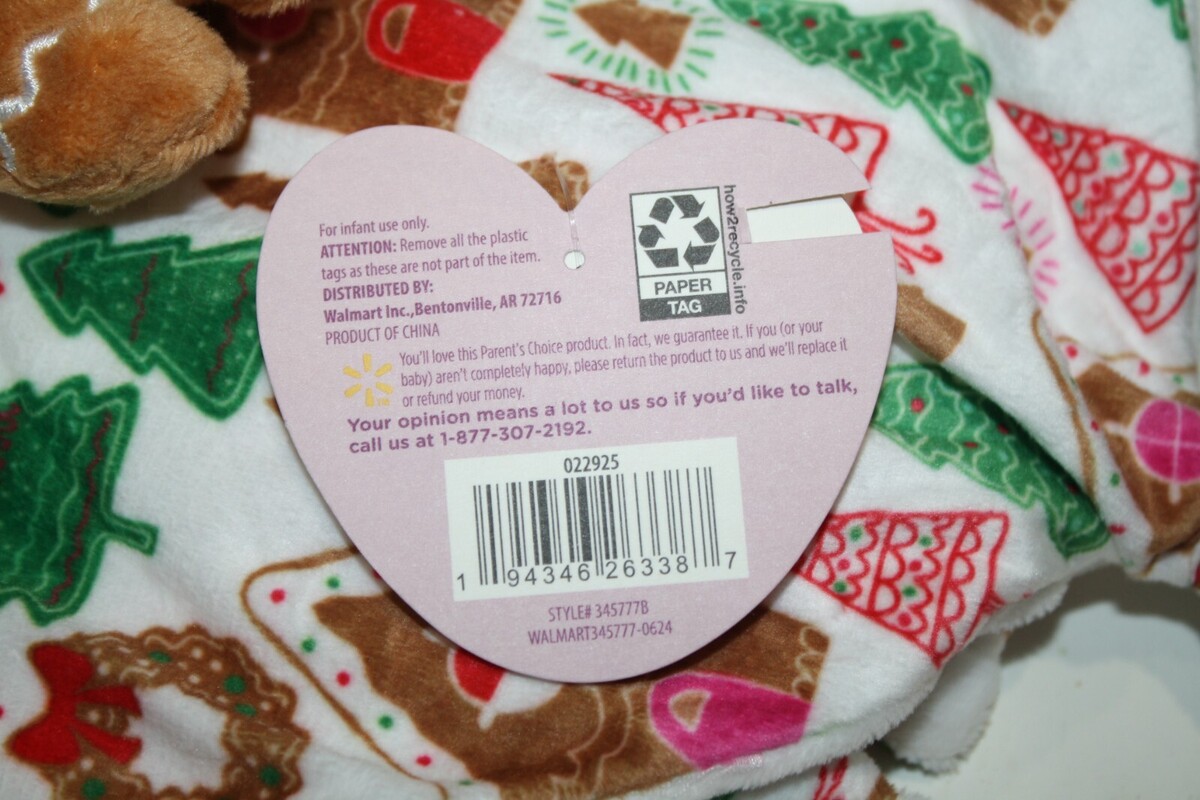 For infant use only.
ATTENTION: Remove all the plastic
tags as these are not part of the item.
DISTRIBUTED BY:
Walmart Inc.,Bentonville, AR 72716
PRODUCT OF CHINA
how2recycle.info
PAPER
TAG
You'll love this Parent's Choice product. In fact, we guarantee it. If you (or your
baby) aren't completely happy, please return the product to us and we'll replace it
or refund your money.
Your opinion means a lot to us so if you'd like to talk,
call us at 1-877-307-2192.
022925
1 94346 26338 7
STYLE# 345777B
WALMART345777-0624